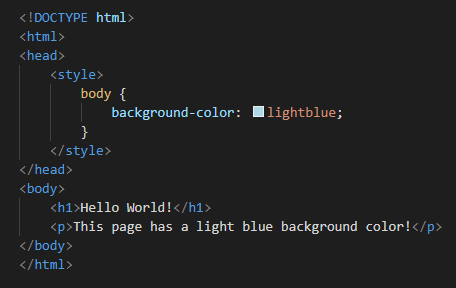 <!DOCTYPE html>
<html>
<head>
<style>
body {
background-color: lightblue;
}
</style>
</head>
<body>
<h1>Hello World!</h1>
<p>This page has a light blue background color!</p>
</body>
</html>